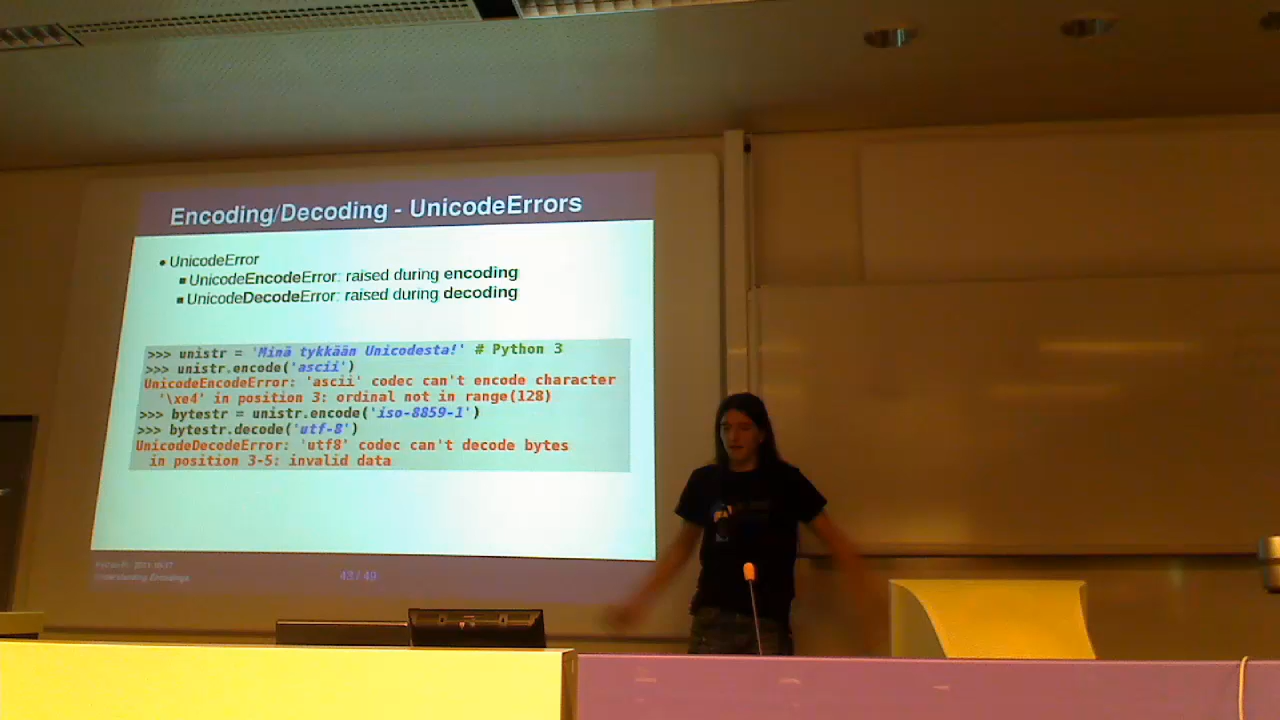 Encoding/Decoding - UnicodeErrors
• UnicodeError
▪ UnicodeEncodeError: raised during encoding
▪ UnicodeDecodeError: raised during decoding
>>> unistr = 'Minä tykkään Unicodesta!' # Python 3
>>> unistr.encode('ascii')
UnicodeEncodeError: 'ascii' codec can't encode character
'\xe4' in position 3: ordinal not in range(128)
>>> bytestr = unistr.encode('iso-8859-1')
>>> bytestr.decode('utf-8')
UnicodeDecodeError: 'utf8' codec can't decode bytes
in position 3-5: invalid data
Understanding Encodings
43 / 49